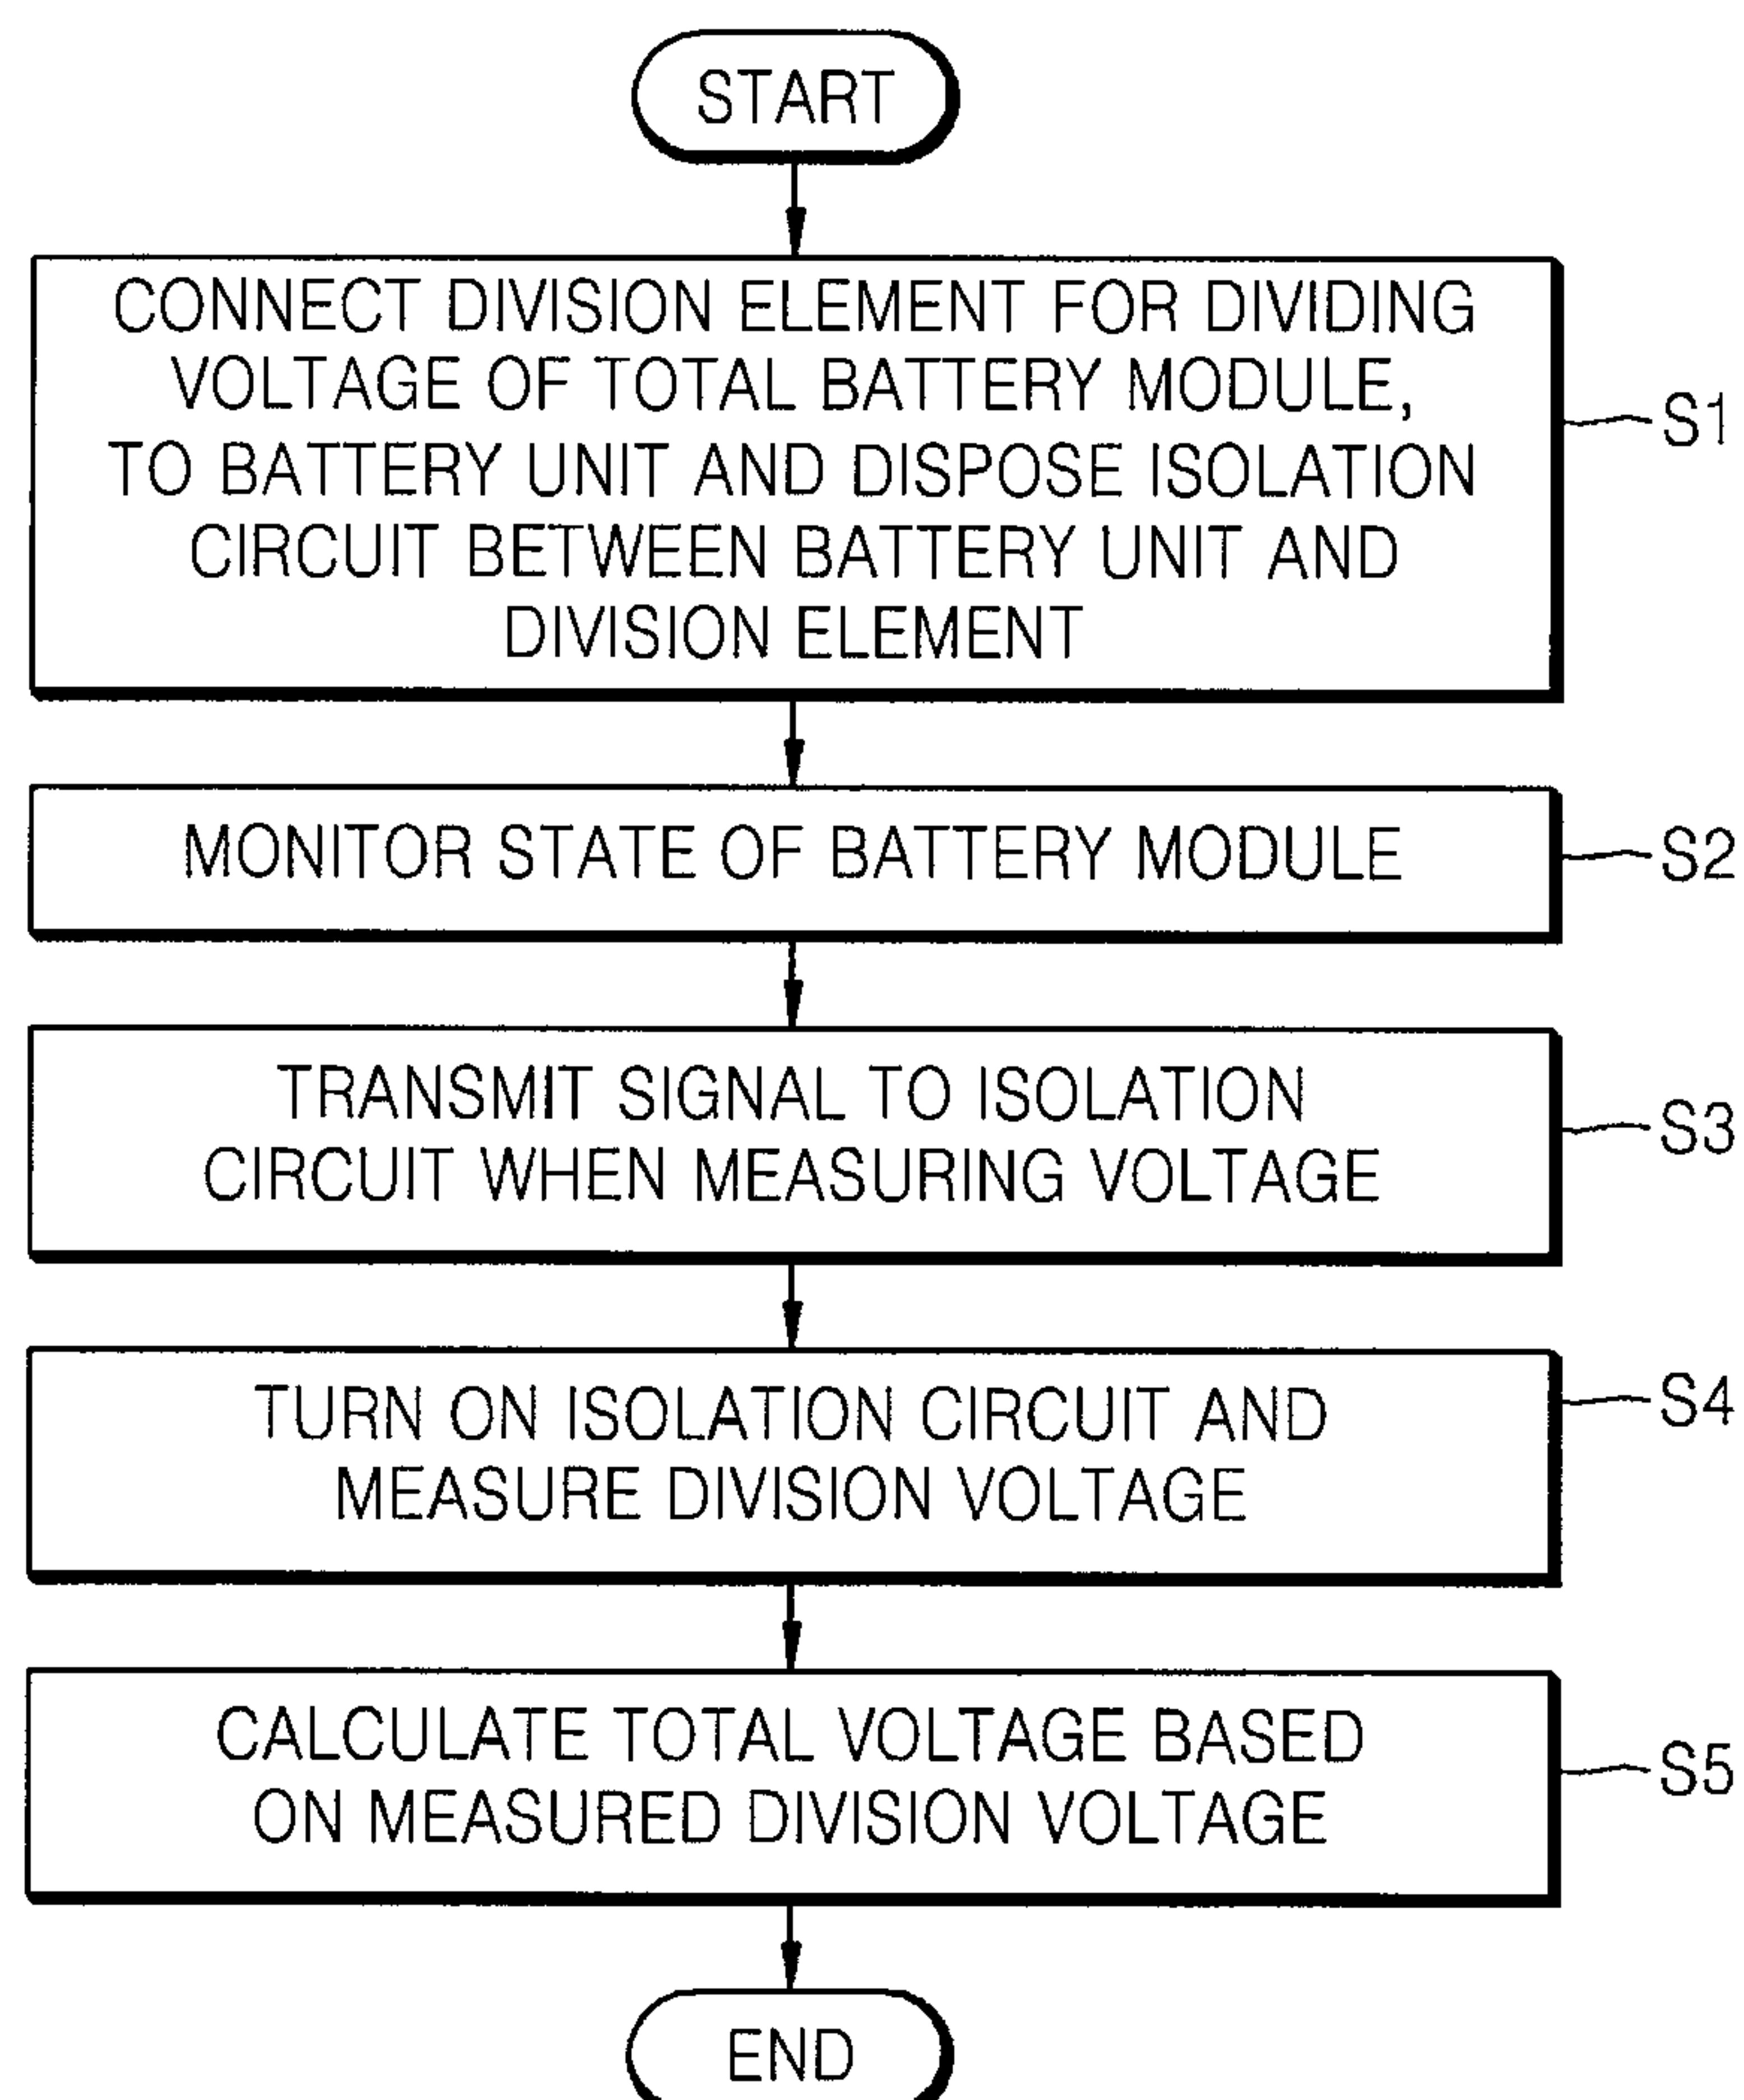 START
CONNECT DIVISION ELEMENT FOR DIVIDING
VOLTAGE OF TOTAL BATTERY MODULE,
TO BATTERY UNIT AND DISPOSE ISOLATION
CIRCUIT BETWEEN BATTERY UNIT AND
DIVISION ELEMENT
S1
MONITOR STATE OF BATTERY MODULE
S2
TRANSMIT SIGNAL TO ISOLATION
CIRCUIT WHEN MEASURING VOLTAGE
S3
TURN ON ISOLATION CIRCUIT AND
MEASURE DIVISION VOLTAGE
S4
CALCULATE TOTAL VOLTAGE BASED
ON MEASURED DIVISION VOLTAGE
S5
END